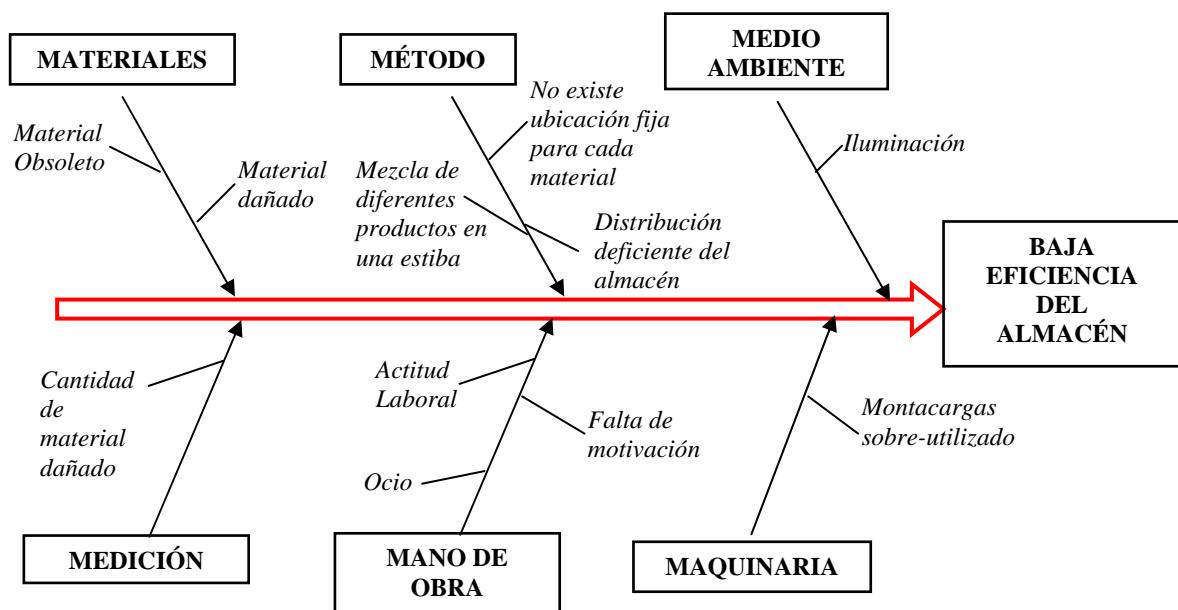 MATERIALES
MÉTODO
MEDIO
AMBIENTE
Material
Obsoleto
Material
dañado
No existe
ubicación fija
para cada
material
Mezcla de
diferentes
productos en
una estiba
Distribución
deficiente del
almacén
Iluminación
BAJA
EFICIENCIA
DEL
ALMACÉN
Cantidad
de
material
dañado
Actitud
Laboral
Falta de
motivación
Ocio
Montacargas
sobre-utilizado
MEDICIÓN
MANO DE
OBRA
MAQUINARIA